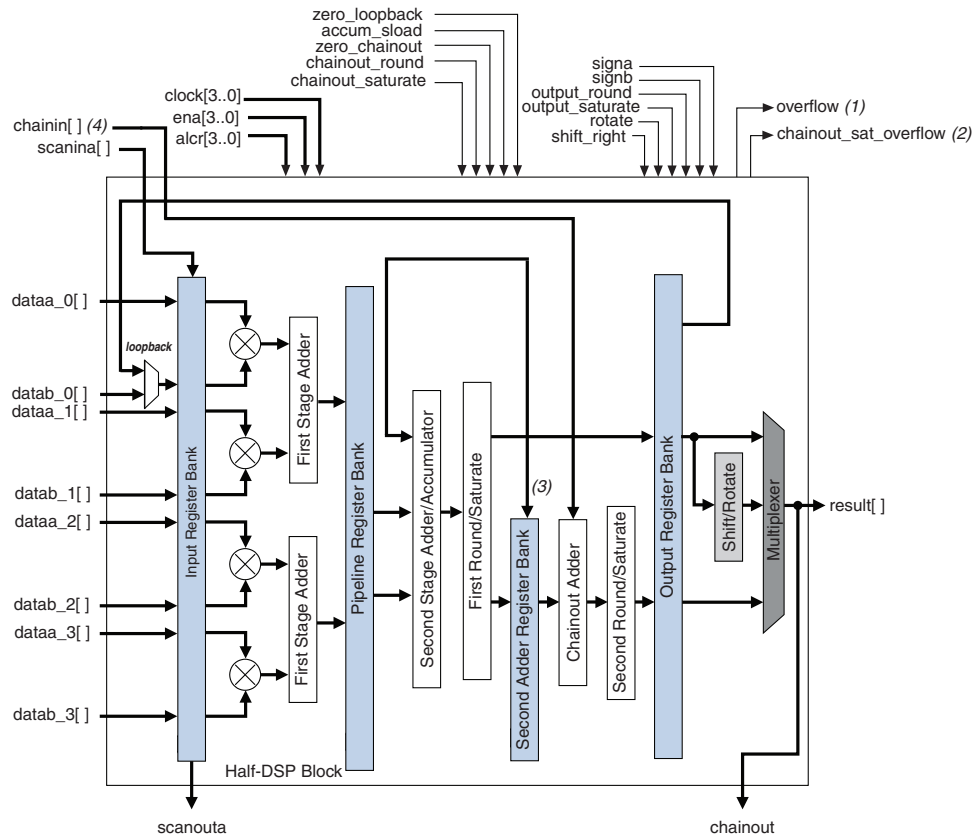 zero_loopback
accum_sload
zero_chainout
chainout_round
chainout_saturate
signa
signb
output_round
output_saturate
rotate
shift_right
clock[3..0]
ena[3..0]
alcr[3..0]
overflow (1)
chainout_sat_overflow (2)
chainin[ ] (4)
scanina[ ]
dataa_0[ ]
loopback
datab_0[ ]
dataa_1[ ]
datab_1[ ]
dataa_2[ ]
datab_2[ ]
dataa_3[ ]
datab_3[ ]
Input Register Bank
First Stage Adder
First Stage Adder
Pipeline Register Bank
Second Stage Adder/Accumulator
First Round/Saturate
(3)
Second Adder Register Bank
Chainout Adder
Second Round/Saturate
Output Register Bank
Shift/Rotate
Multiplexer
result[ ]
Half-DSP Block
scanouta
chainout